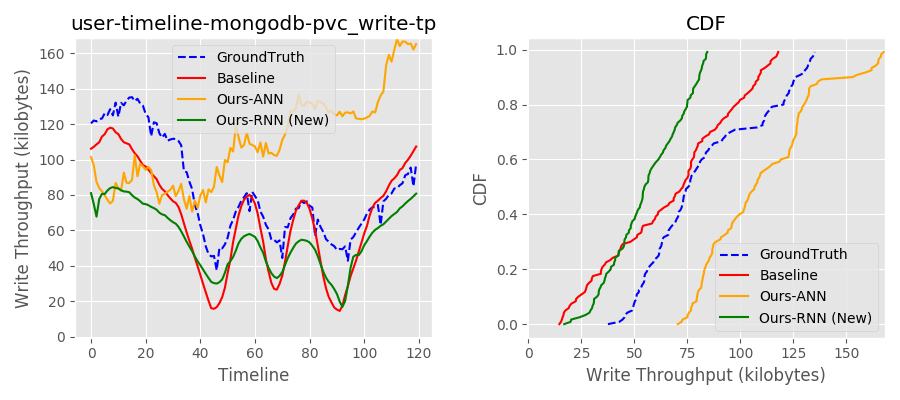 user-timeline-mongodb-pvc_write-tp
Write Throughput (kilobytes)
160
140
120
100
80
60
40
20
0
GroundTruth
Baseline
Ours-ANN
Ours-RNN (New)
0 20 40 60 80 100 120
Timeline
CDF
CDF
1.0
0.8
0.6
0.4
0.2
0.0
GroundTruth
Baseline
Ours-ANN
Ours-RNN (New)
0 25 50 75 100 125 150
Write Throughput (kilobytes)